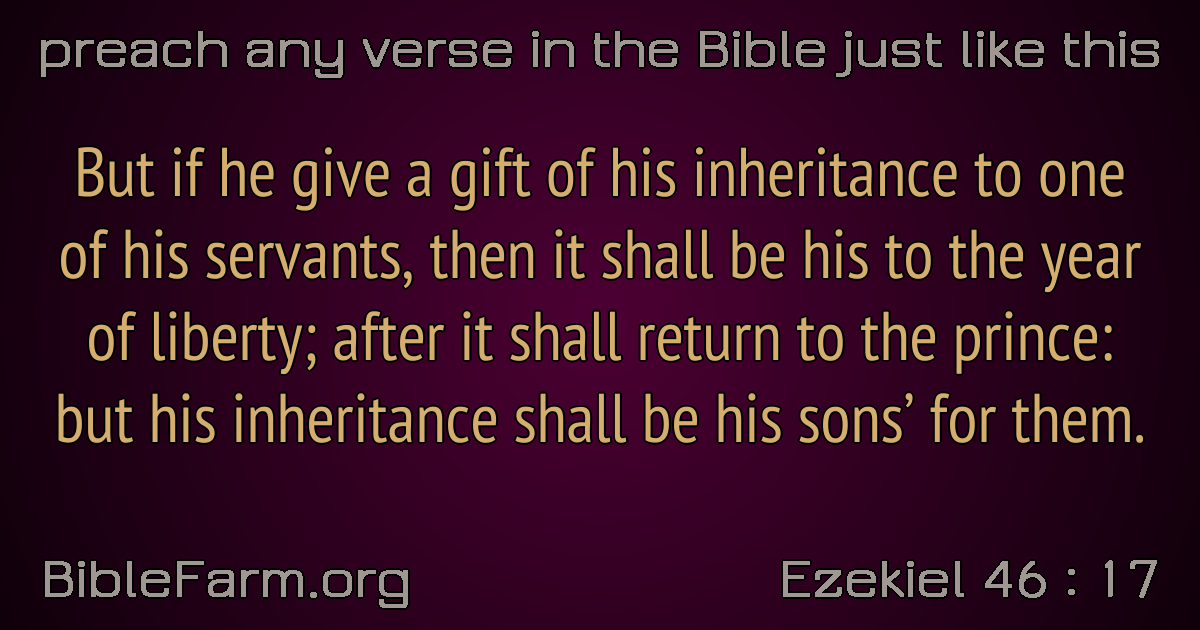 preach any verse in the Bible just like this
But if he give a gift of his inheritance to one
of his servants, then it shall be his to the year
of liberty; after it shall return to the prince:
but his inheritance shall be his sons’ for them.
BibleFarm.org
Ezekiel 46 : 17